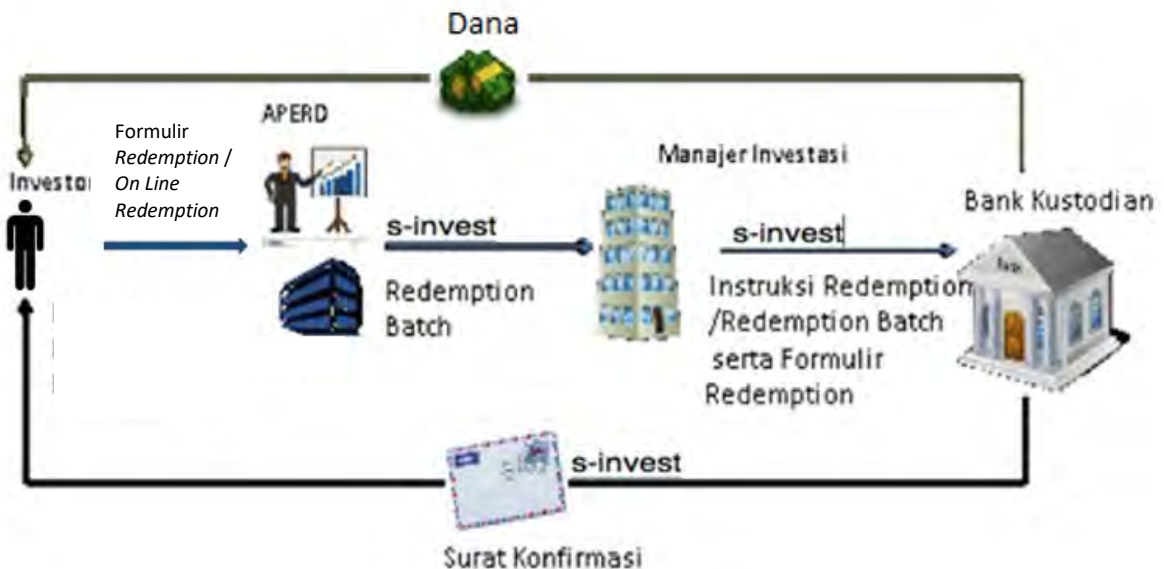 Dana
APERD
Formulir
Redemption /
On Line
Redemption
Investor
s-invest
Redemption
Batch
Manajer Investasi
s-invest
Instruksi Redemption
/Redemption Batch
serta Formulir
Redemption
Bank Kustodian
s-invest
Surat Konfirmasi